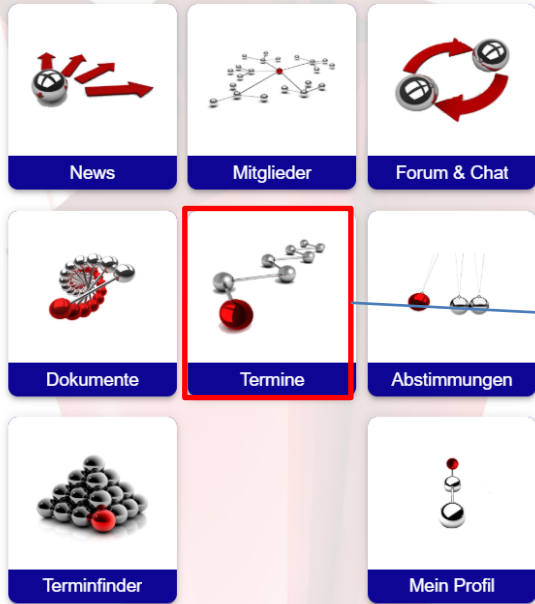 News
Mitglieder
Forum & Chat
Dokumente
Termine
Abstimmungen
Terminfinder
Mein Profil